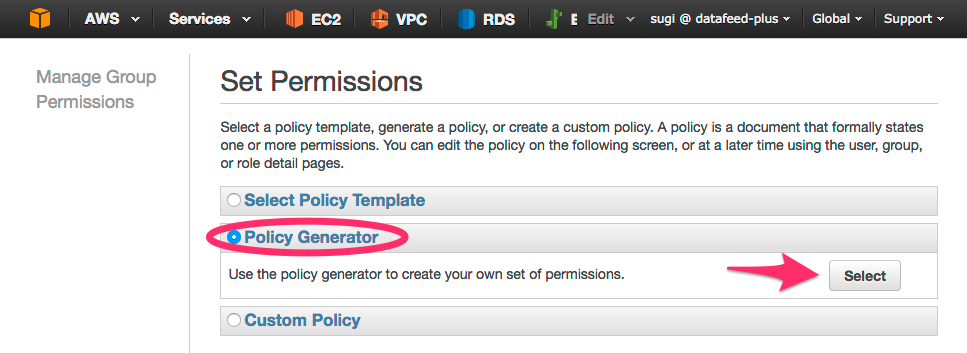 AWS Services EC2 VPC RDS E Edit sugi @ datafeed-plus Global Support
Manage Group
Permissions
Set Permissions
Select a policy template, generate a policy, or create a custom policy. A policy is a document that formally states
one or more permissions. You can edit the policy on the following screen, or at a later time using the user, group,
or role detail pages.
Select Policy Template
Policy Generator
Use the policy generator to create your own set of permissions.
Select
Custom Policy